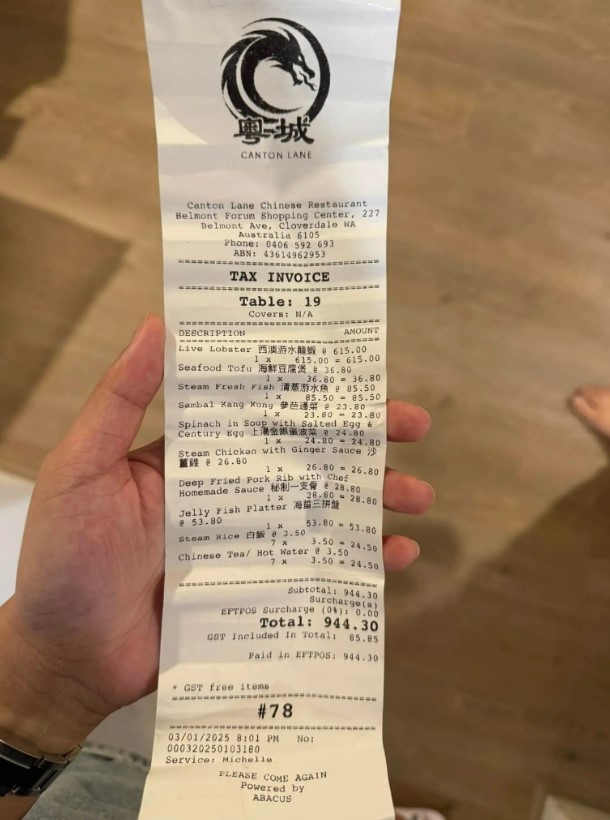 粤城
CANTON LANE
Canton Lane Chinese Restaurant
Belmont Forum Shopping Center, 227
Belmont Ave, Cloverdale WA
Australia 6105
Phone: 0406 592 693
ABN: 43614962953
TAX INVOICE
Table: 19
Covers: N/A
DESCRIPTION AMOUNT
Live Lobster 西澳游水龍蝦 @ 615.00
1 x 615.00 = 615.00
Seafood Tofu 海鮮豆腐煲 @ 36.80
1 x 36.80 = 36.80
Steam Fresh Fish 清蒸游水魚 @ 85.50
1 x 85.50 = 85.50
Sambal Kang Kung 參芭通菜 @ 23.80
1 x 23.80 = 23.80
Spinach in Soup with Salted Egg &
Century Egg 上湯金銀蛋菠菜 @ 24.80
1 x 24.80 = 24.80
Steam Chicken with Ginger Sauce 沙
薑雞 @ 26.80
1 x 26.80 = 26.80
Deep Fried Pork Rib with Chef
Homemade Sauce 秘制一支骨 @ 28.80
1 x 28.80 = 28.80
Jelly Fish Platter 海蜇三拼盤
@ 53.80
1 x 53.80 = 53.80
Steam Rice 白飯 @ 3.50
7 x 3.50 = 24.50
Chinese Tea/ Hot Water @ 3.50
7 x 3.50 = 24.50
Subtotal: 944.30
Surcharge(s)
EFTPOS Surcharge (0%): 0.00
Total: 944.30
GST Included In Total: 85.85
Paid in EFTPOS: 944.30
* GST free items
#78
03/01/2025 8:01 PM No:
000320250103180
Service: Michelle
PLEASE COME AGAIN
Powered by
ABACUS